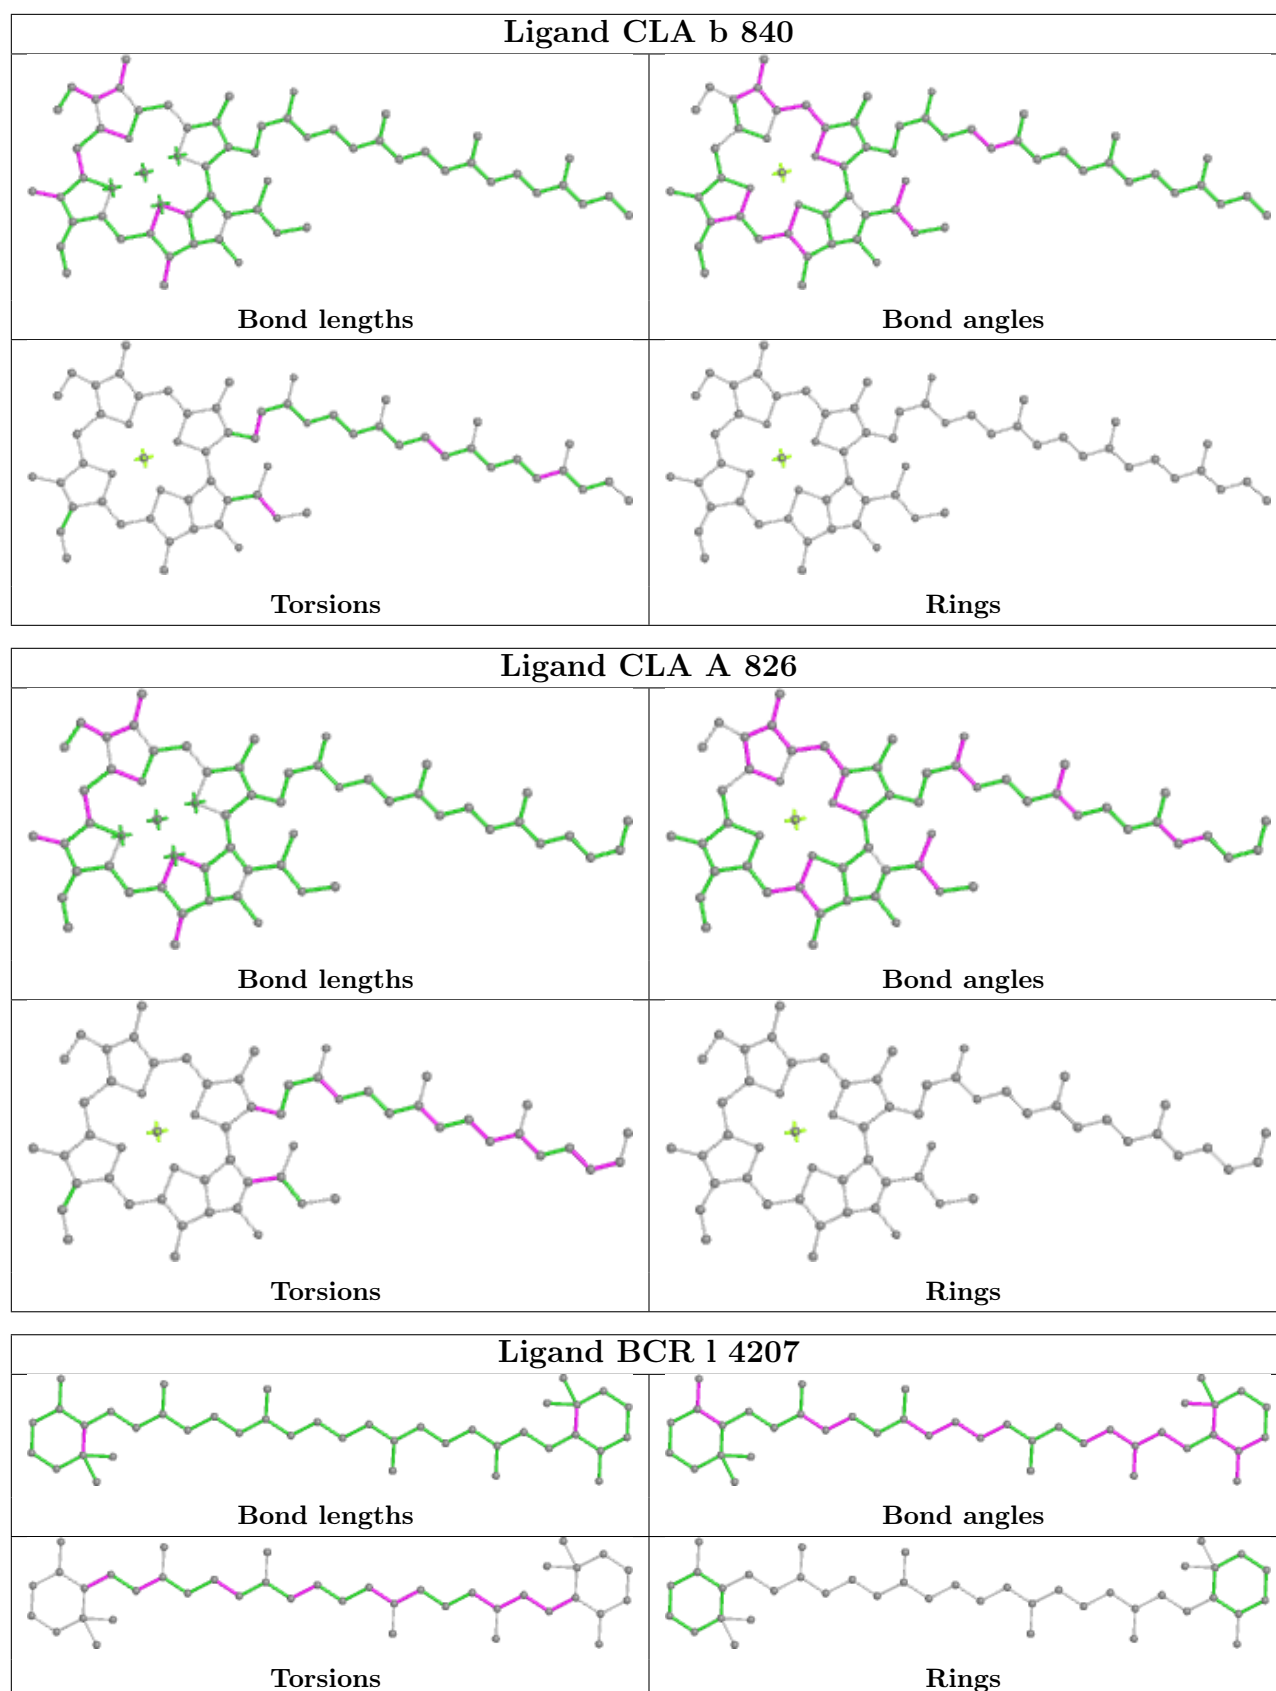 Ligand CLA b 840
Bond lengths
Bond angles
Torsions
Rings
Ligand CLA A 826
Bond lengths
Bond angles
Torsions
Rings
Ligand BCR l 4207
Bond lengths
Bond angles
Torsions
Rings